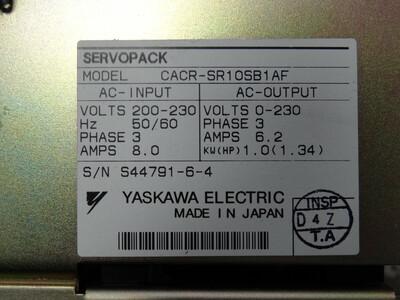 SERVOPACK
MODEL CACR-SR10SB1AF
AC-INPUT AC-OUTPUT
VOLTS 200-230 VOLTS 0-230
Hz 50/60 PHASE 3
PHASE 3 AMPS 6.2
AMPS 8.0 KW(HP) 1.0(1.34)
S/N S44791-6-4
YASKAWA ELECTRIC
MADE IN JAPAN
INSP
D 4 Z
T.A